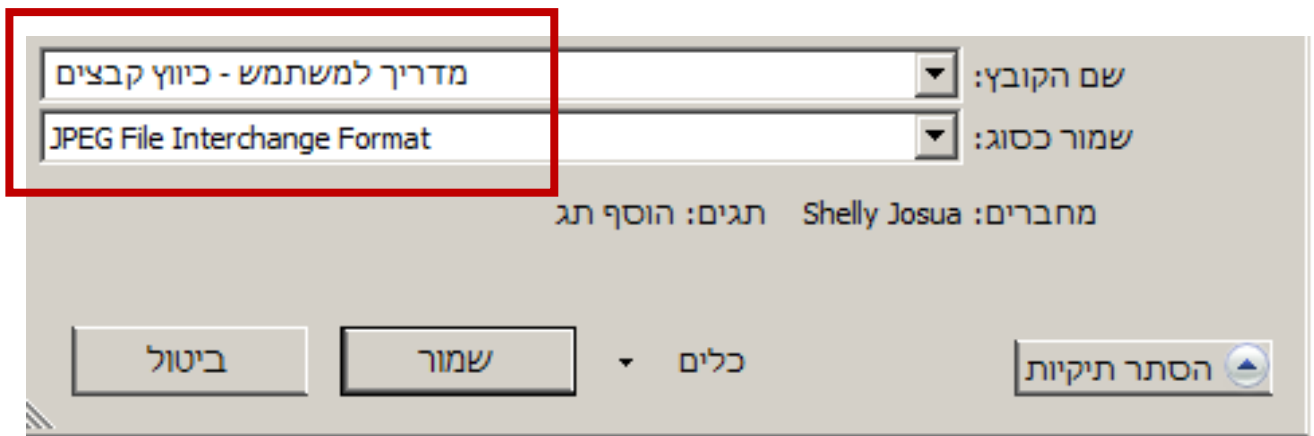 שם הקובץ: מדריך למשתמש - כיווץ קבצים
שמור כסוג: JPEG File Interchange Format
מחברים: Shelly Josua תגים: הוסף תג
הסתר תיקיות כלים שמור ביטול